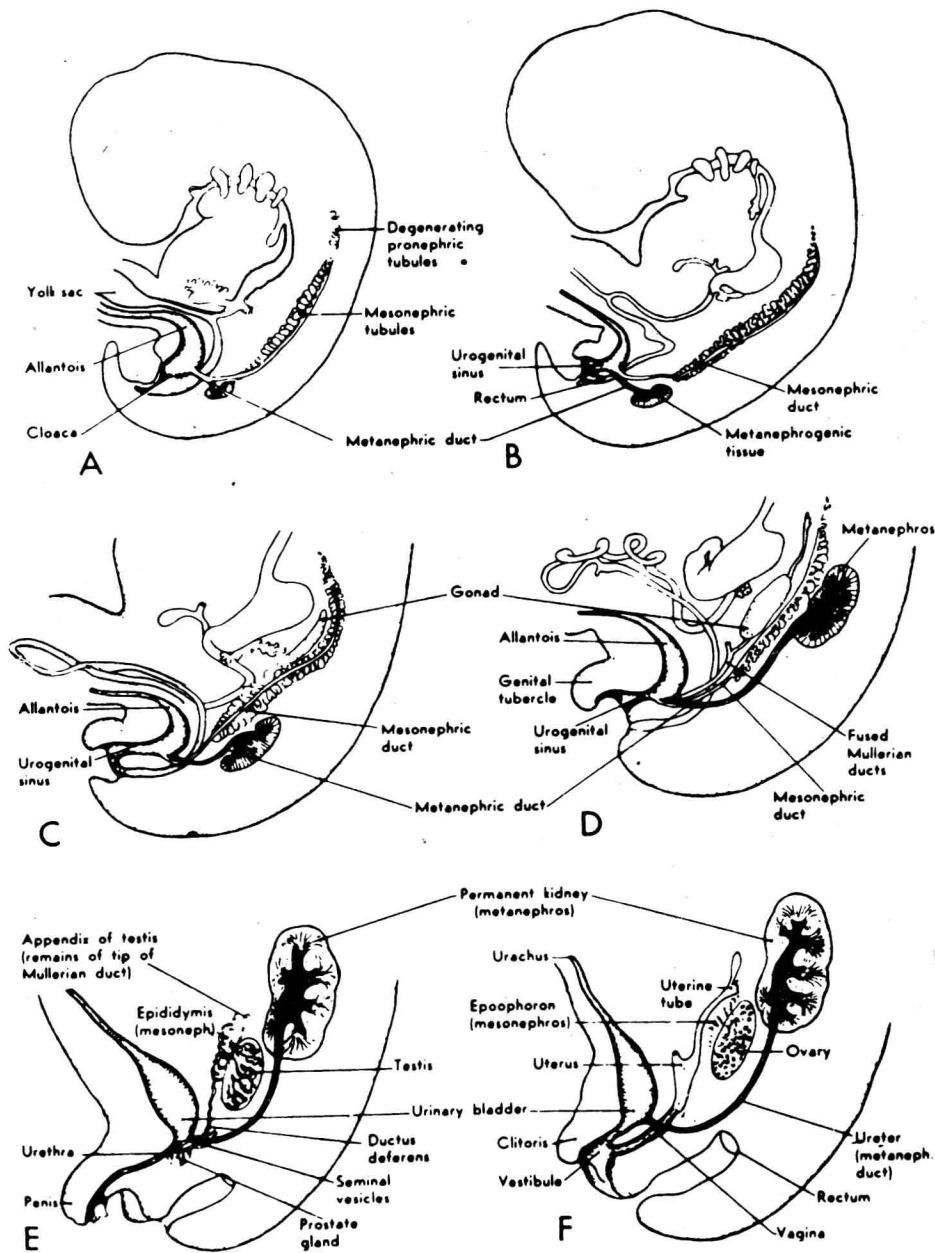 Degenerating
pronephric
tubules
Yolk sac
Mesonephric
tubules
Allantois
Cloaca
Metanephric duct
A
Urogenital
sinus
Rectum
Mesonephric
duct
Metanephrogenic
tissue
B
Gonad
Allantois
Urogenital
sinus
Mesonephric
duct
Metanephric duct
C
Metanephros
Allantois
Genital
tubercle
Urogenital
sinus
Fused
Mullerian
ducts
Mesonephric
duct
D
Permanent kidney
(metanephros)
Appendix of testis
(remains of tip of
Mullerian duct)
Epididymis
(mesoneph)
Testis
Urinary bladder
Urethra
Ductus
deferens
Seminal
vesicles
Penis
Prostate
gland
E
Urachus
Uterine
tube
Epoophoron
(mesonephros)
Ovary
Uterus
Clitoris
Vestibule
Ureter
(metaneph.
duct)
Rectum
Vagina
F